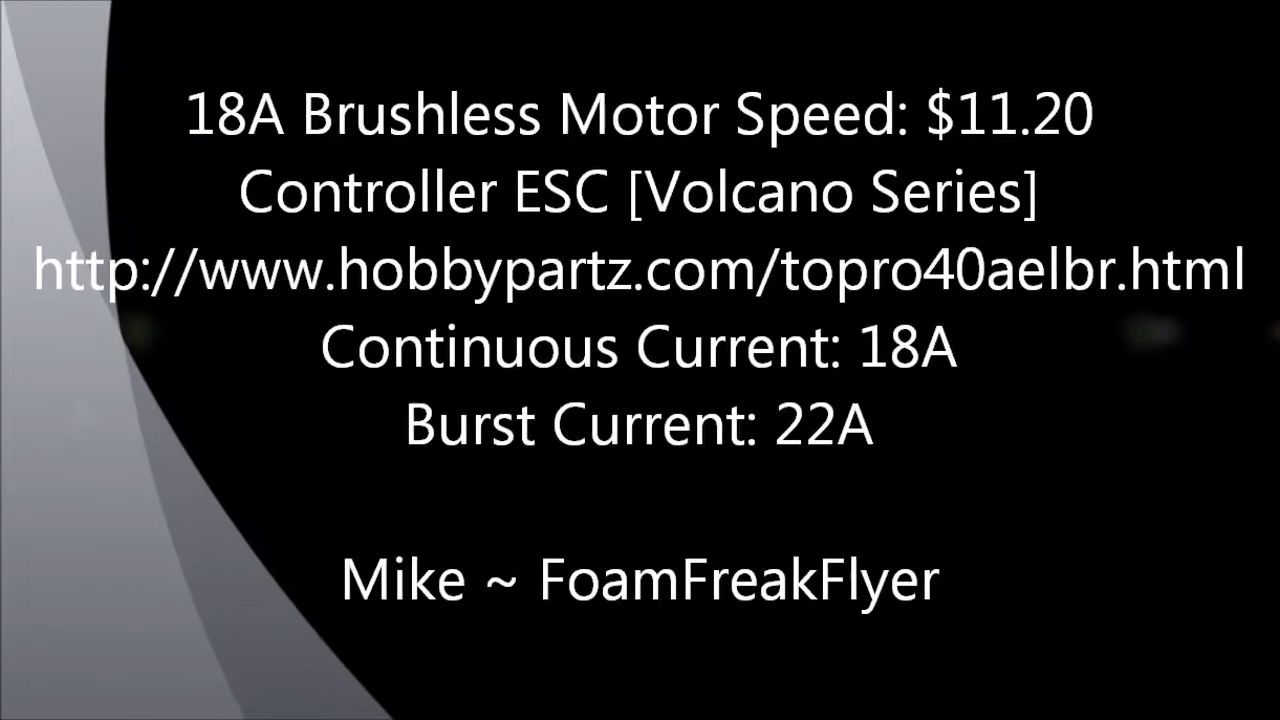 18A Brushless Motor Speed: $11.20
Controller ESC [Volcano Series]
http://www.hobbypartz.com/topro40aelbr.html
Continuous Current: 18A
Burst Current: 22A
Mike ~ FoamFreakFlyer